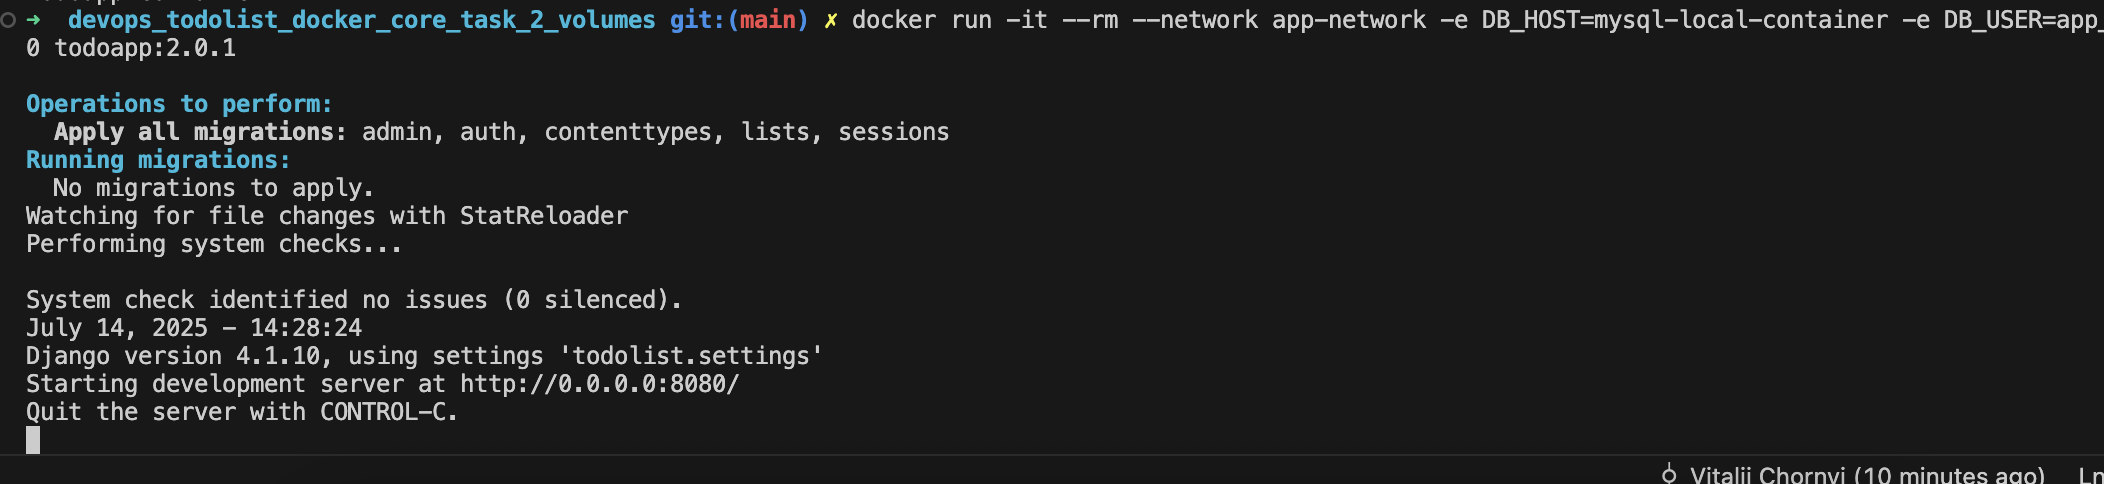 → devops_todolist_docker_core_task_2_volumes git:(main) ✗ docker run -it --rm --network app-network -e DB_HOST=mysql-local-container -e DB_USER=app_
0 todoapp:2.0.1
Operations to perform:
Apply all migrations: admin, auth, contenttypes, lists, sessions
Running migrations:
No migrations to apply.
Watching for file changes with StatReloader
Performing system checks...
System check identified no issues (0 silenced).
July 14, 2025 - 14:28:24
Django version 4.1.10, using settings 'todolist.settings'
Starting development server at http://0.0.0.0:8080/
Quit the server with CONTROL-C.
Vitalii Chornyi (10 minutes ago) Ln